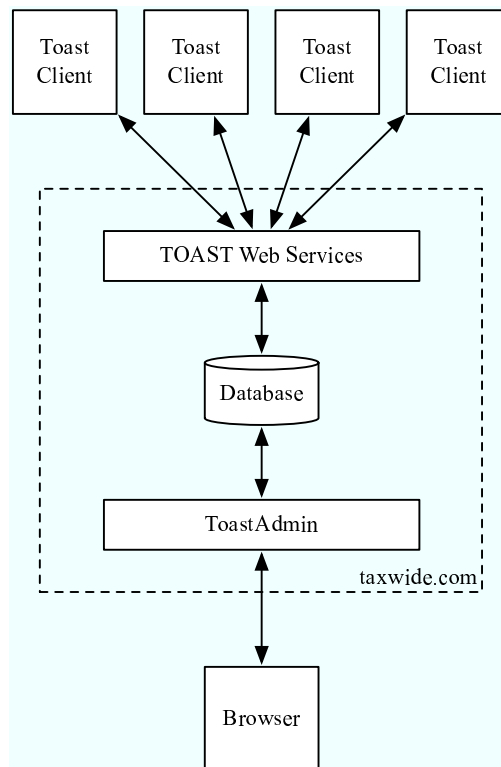 Toast
Client
Toast
Client
Toast
Client
Toast
Client
TOAST Web Services
Database
ToastAdmin
taxwide.com
Browser